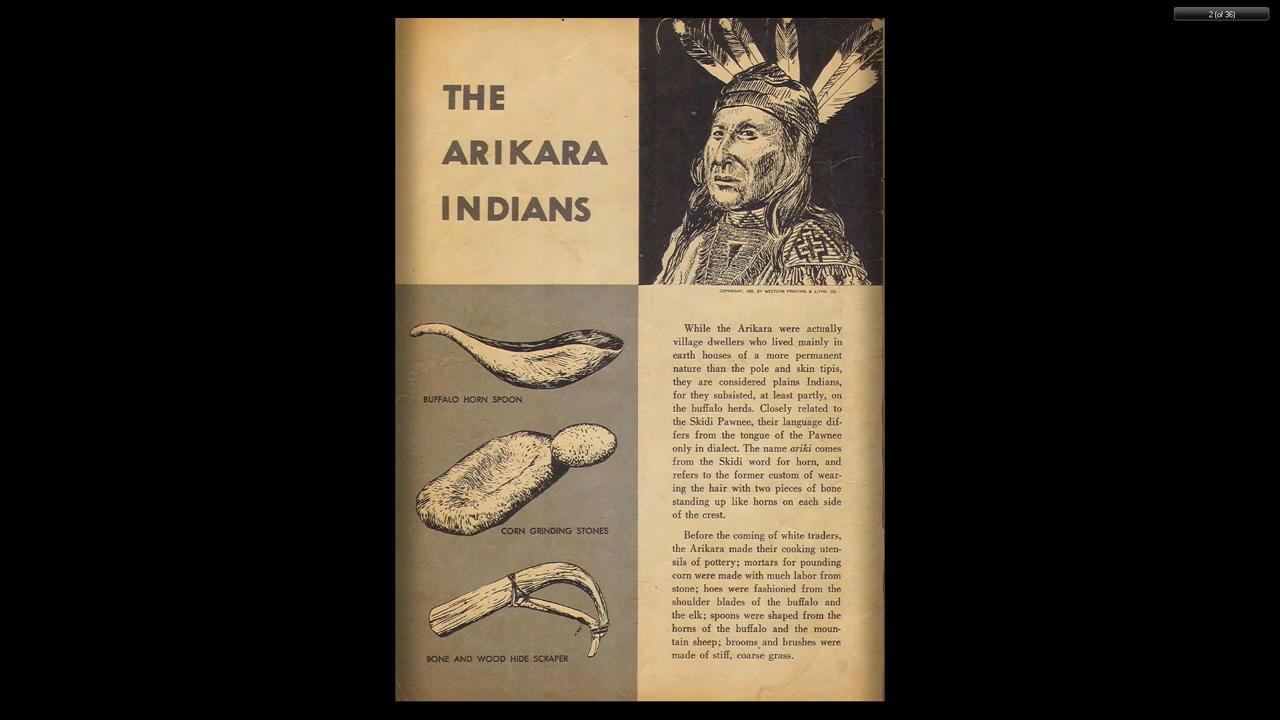 2 (of 36)
THE
ARIKARA
INDIANS
COPYRIGHT, 1955, BY WESTERN PRINTING & LITHO. CO.
BUFFALO HORN SPOON
CORN GRINDING STONES
BONE AND WOOD HIDE SCRAPER
While the Arikara were actually
village dwellers who lived mainly in
earth houses of a more permanent
nature than the pole and skin tipis,
they are considered plains Indians,
for they subsisted, at least partly, on
the buffalo herds. Closely related to
the Skidi Pawnee, their language dif-
fers from the tongue of the Pawnee
only in dialect. The name ariki comes
from the Skidi word for horn, and
refers to the former custom of wear-
ing the hair with two pieces of bone
standing up like horns on each side
of the crest.
Before the coming of white traders,
the Arikara made their cooking uten-
sils of pottery; mortars for pounding
corn were made with much labor from
stone; hoes were fashioned from the
shoulder blades of the buffalo and
the elk; spoons were shaped from the
horns of the buffalo and the moun-
tain sheep; brooms and brushes were
made of stiff, coarse grass.